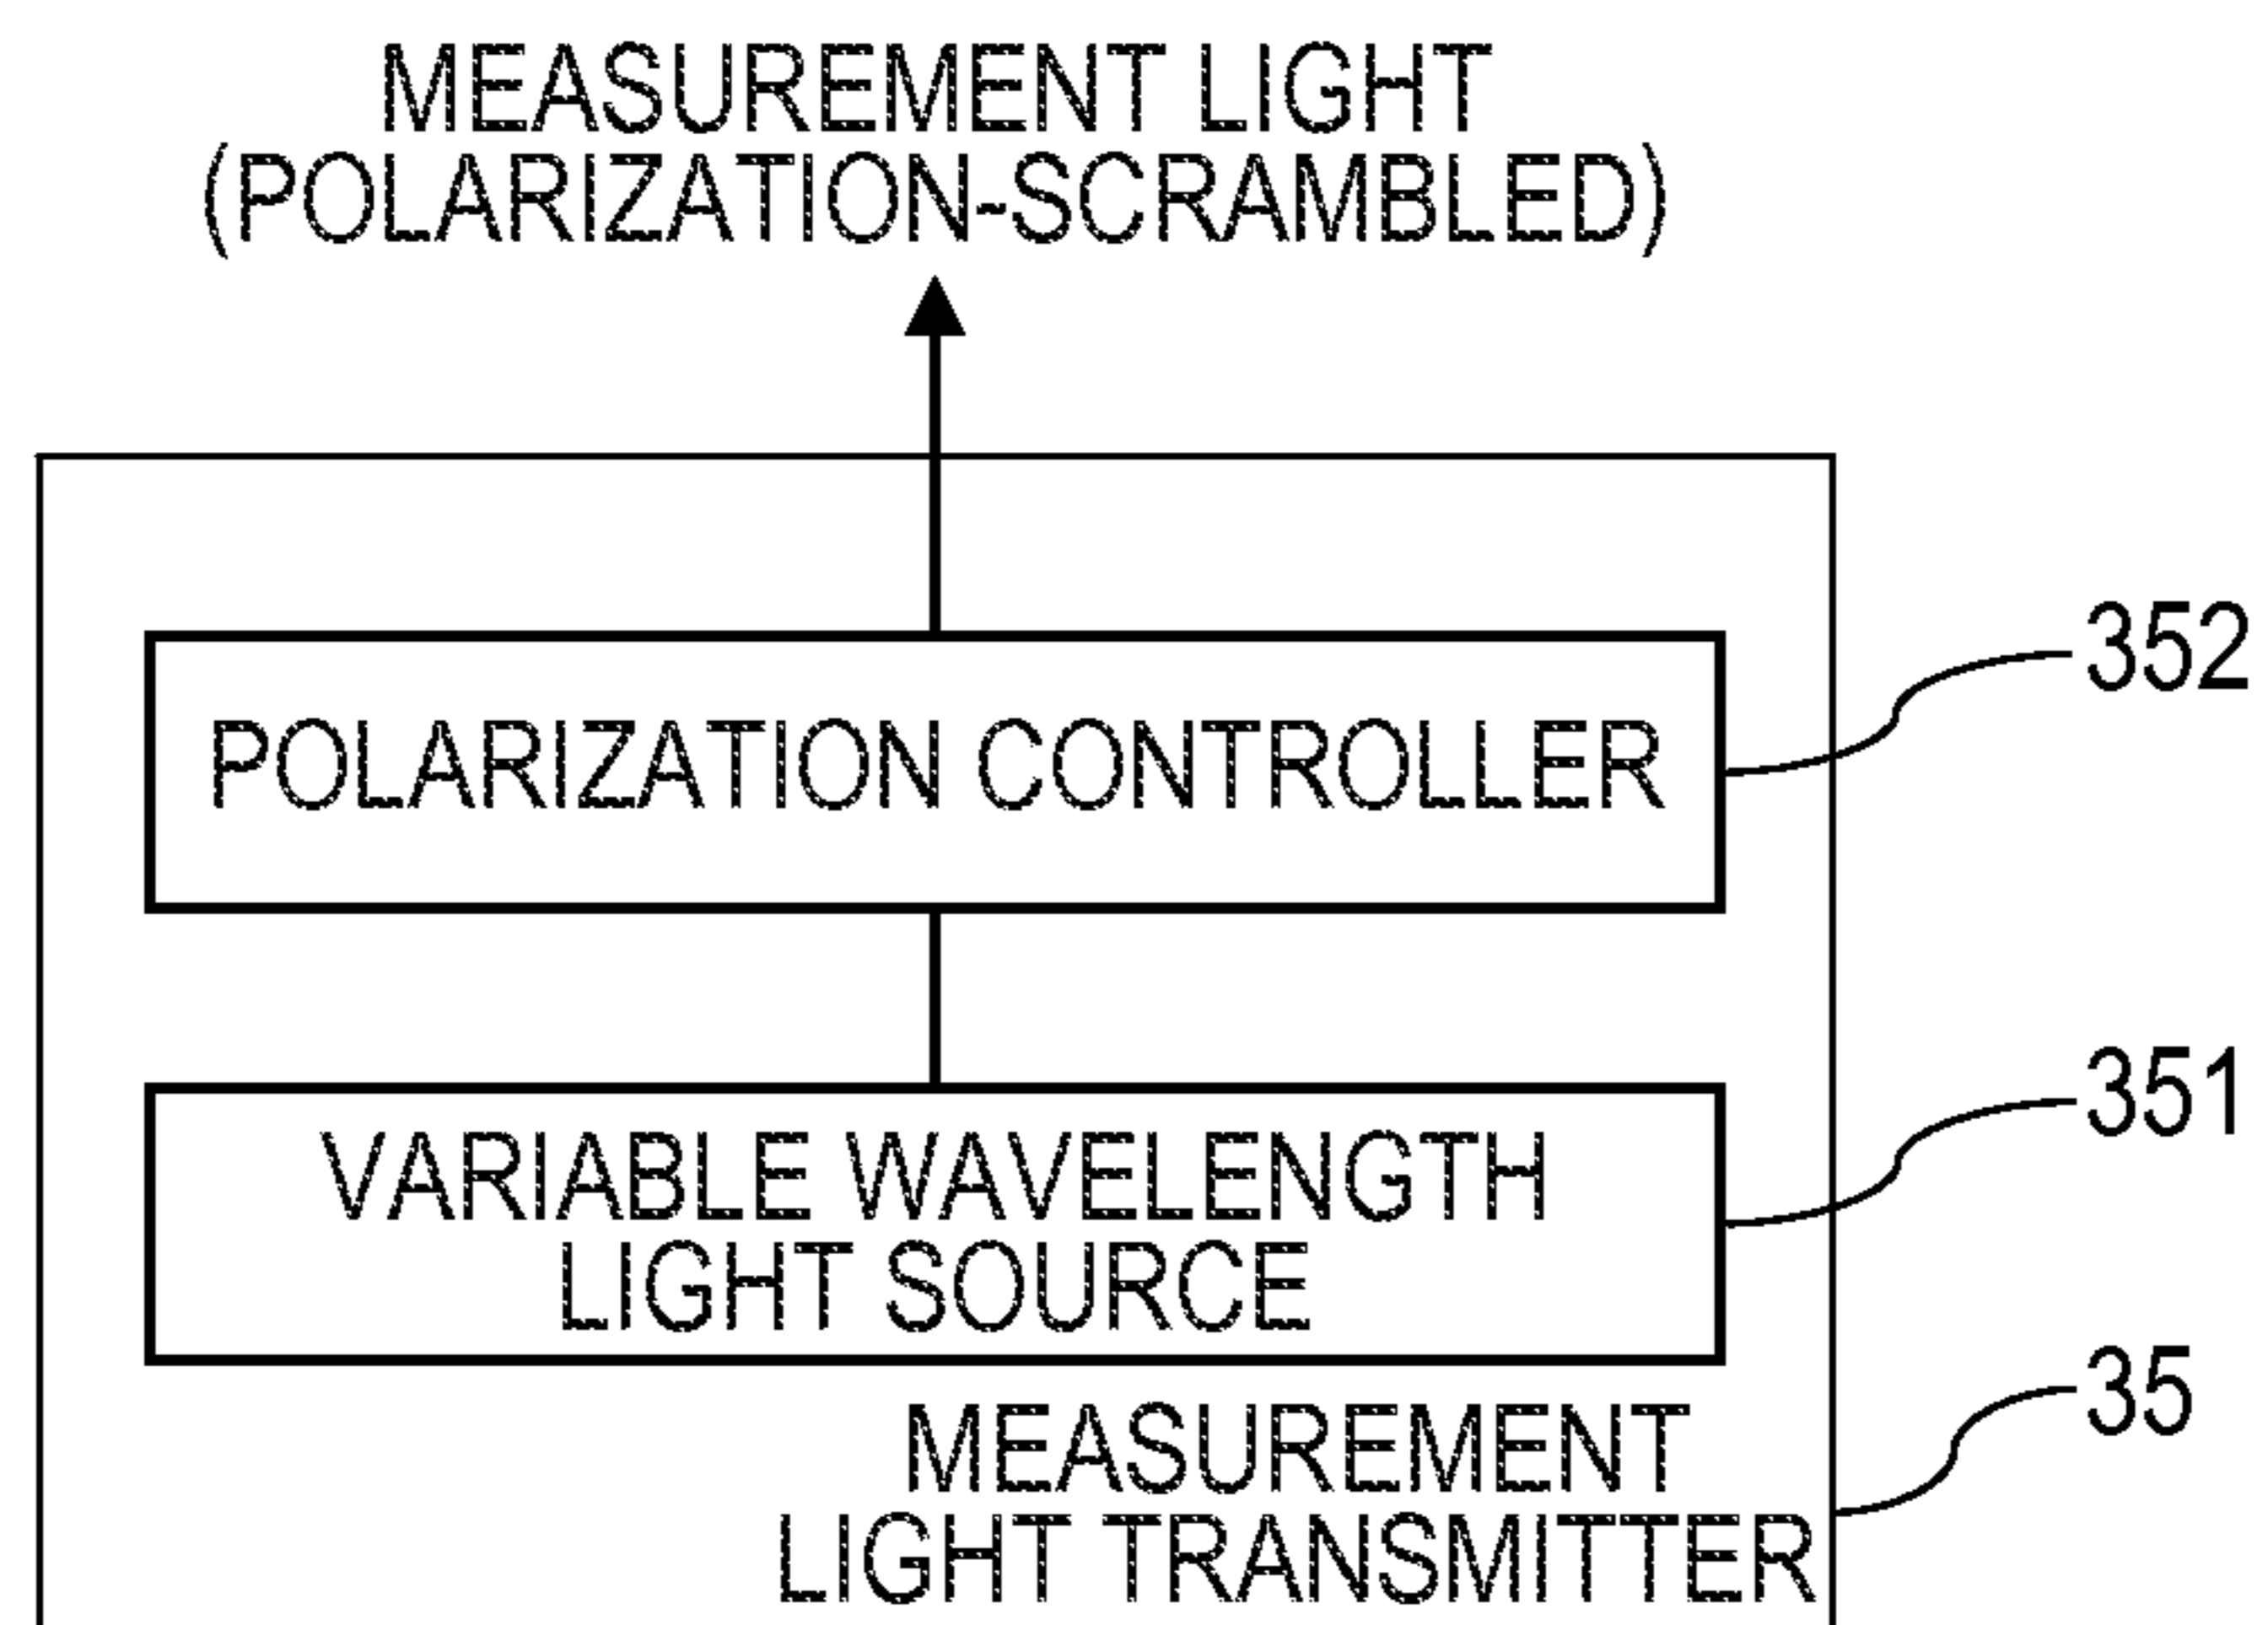 MEASUREMENT LIGHT
(POLARIZATION-SCRAMBLED)
352
POLARIZATION CONTROLLER
351
VARIABLE WAVELENGTH
LIGHT SOURCE
35
MEASUREMENT
LIGHT TRANSMITTER